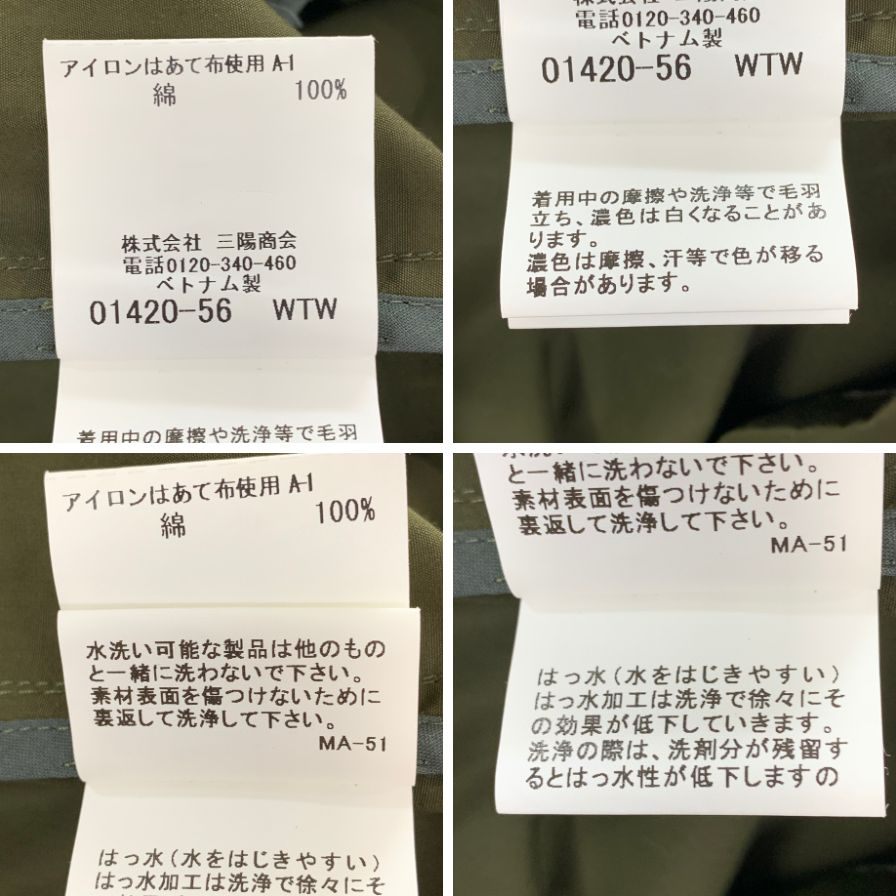 アイロンはあて布使用 A-1
綿 100%
株式会社 三陽商会
電話0120-340-460
ベトナム製
01420-56 WTW
着用中の摩擦や洗浄等で毛羽
株式会社 三陽商会
電話0120-340-460
ベトナム製
01420-56 WTW
着用中の摩擦や洗浄等で毛羽
立ち、濃色は白くなることがあ
ります。
濃色は摩擦、汗等で色が移る
場合があります。
アイロンはあて布使用 A-1
綿 100%
水洗い可能な製品は他のもの
と一緒に洗わないで下さい。
素材表面を傷つけないために
裏返して洗浄して下さい。
MA-51
はっ水(水をはじきやすい)
はっ水加工は洗浄で徐々にそ
と一緒に洗わないで下さい。
素材表面を傷つけないために
裏返して洗浄して下さい。
MA-51
はっ水(水をはじきやすい)
はっ水加工は洗浄で徐々にそ
の効果が低下していきます。
洗浄の際は、洗剤分が残留す
るとはっ水性が低下しますの